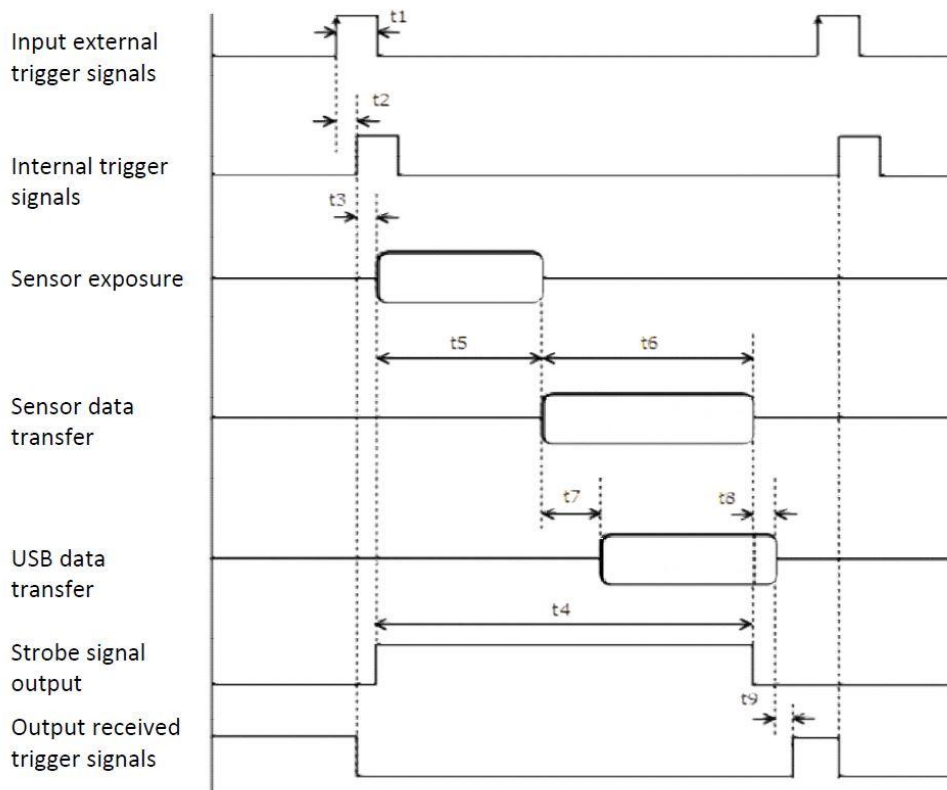 t1
Input external
trigger signals
t2
Internal trigger
signals
t3
Sensor exposure
t5
t6
Sensor data
transfer
t7
t8
USB data
transfer
t4
Strobe signal
output
t9
Output received
trigger signals